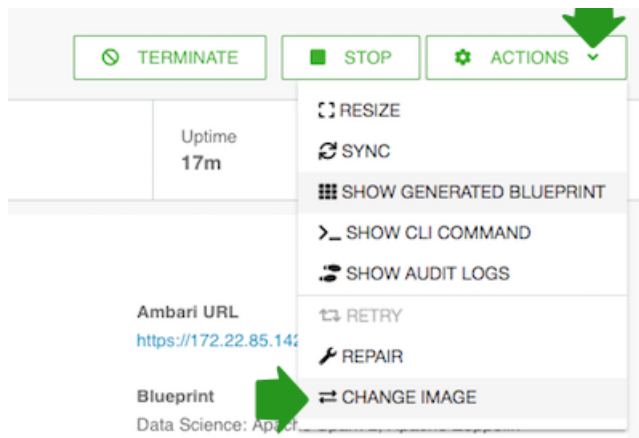 TERMINATE
STOP
ACTIONS
RESIZE
Uptime
17m
SYNC
SHOW GENERATED BLUEPRINT
SHOW CLI COMMAND
SHOW AUDIT LOGS
Ambari URL
https://172.22.85.142
RETRY
REPAIR
Blueprint
CHANGE IMAGE
Data Science: